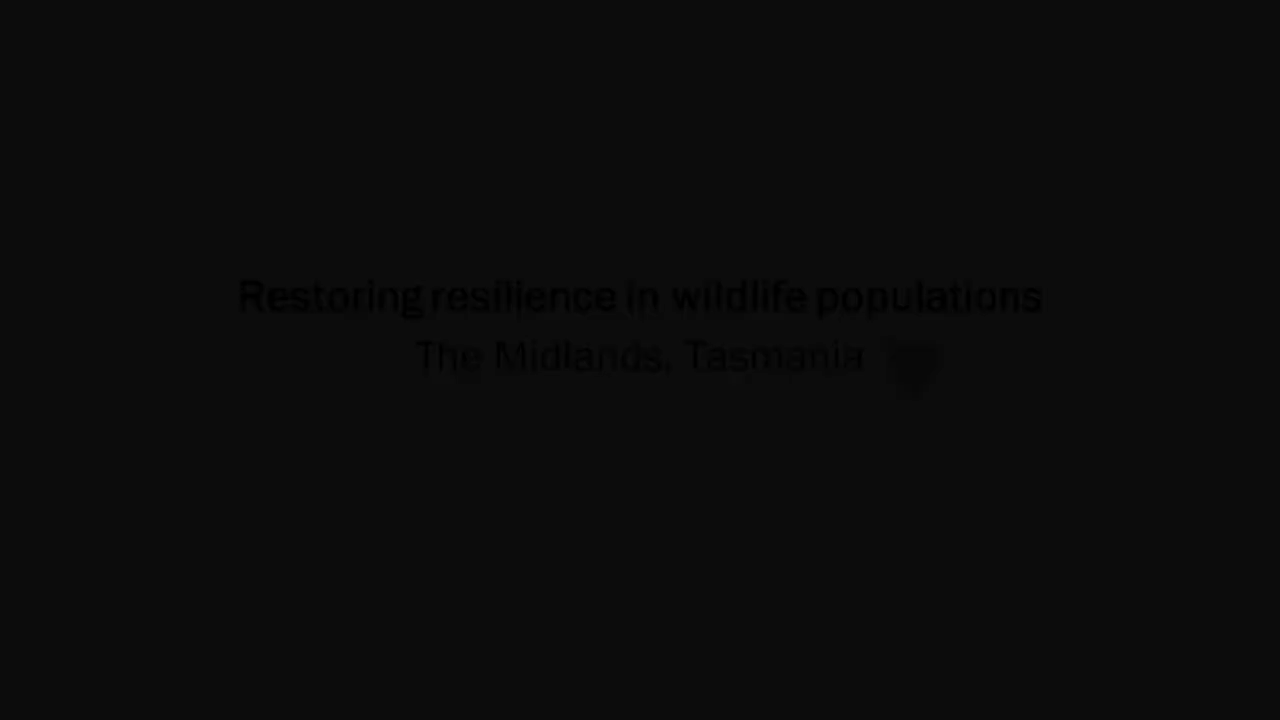 Restoring resilience in wildlife populations
The Midlands, Tasmania